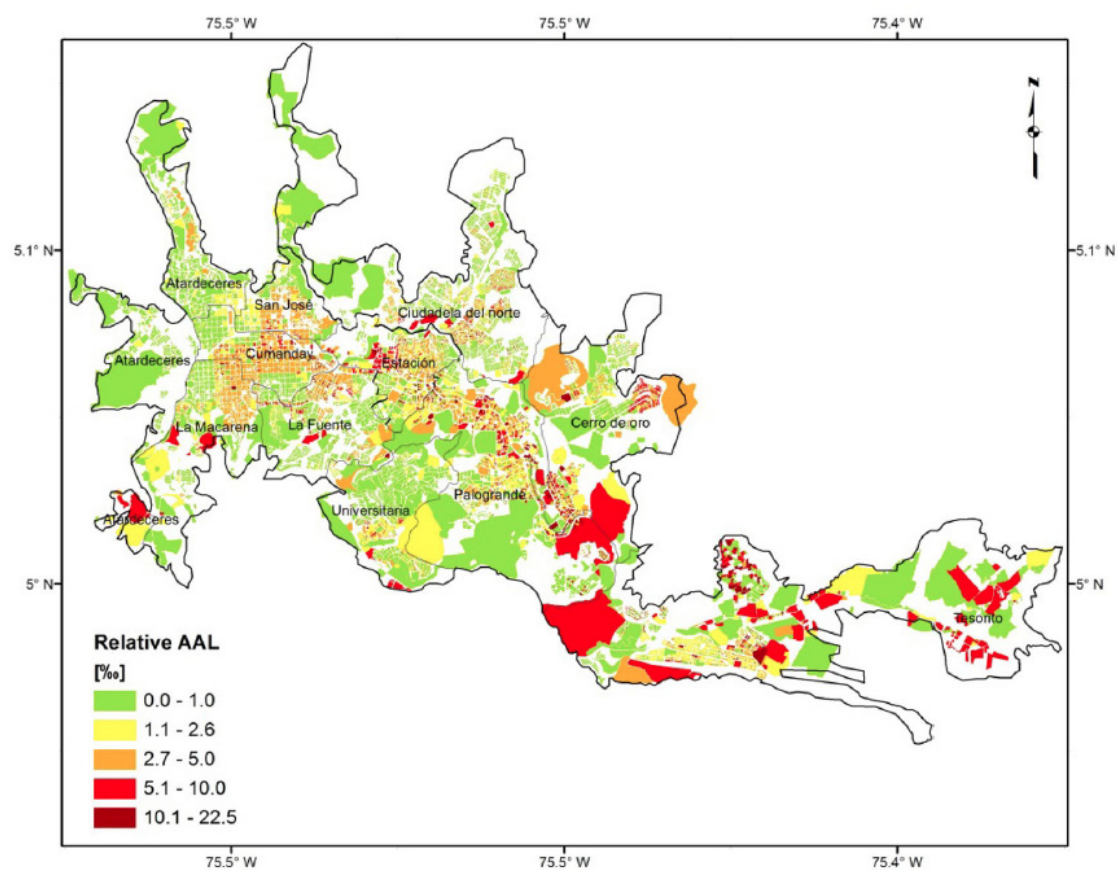 75.5° W 75.5° W 75.4° W
N
5.1° N 5.1° N
Atardeceres
San José
Ciudadela del norte
Atardeceres
Cumanday
Estación
La Macarena
La Fuente
Cerro de oro
Palogrande
Universitaria
Atardeceres
5° N 5° N
Tesorito
Relative AAL
[‰]
0.0 - 1.0
1.1 - 2.6
2.7 - 5.0
5.1 - 10.0
10.1 - 22.5
75.5° W 75.5° W 75.4° W